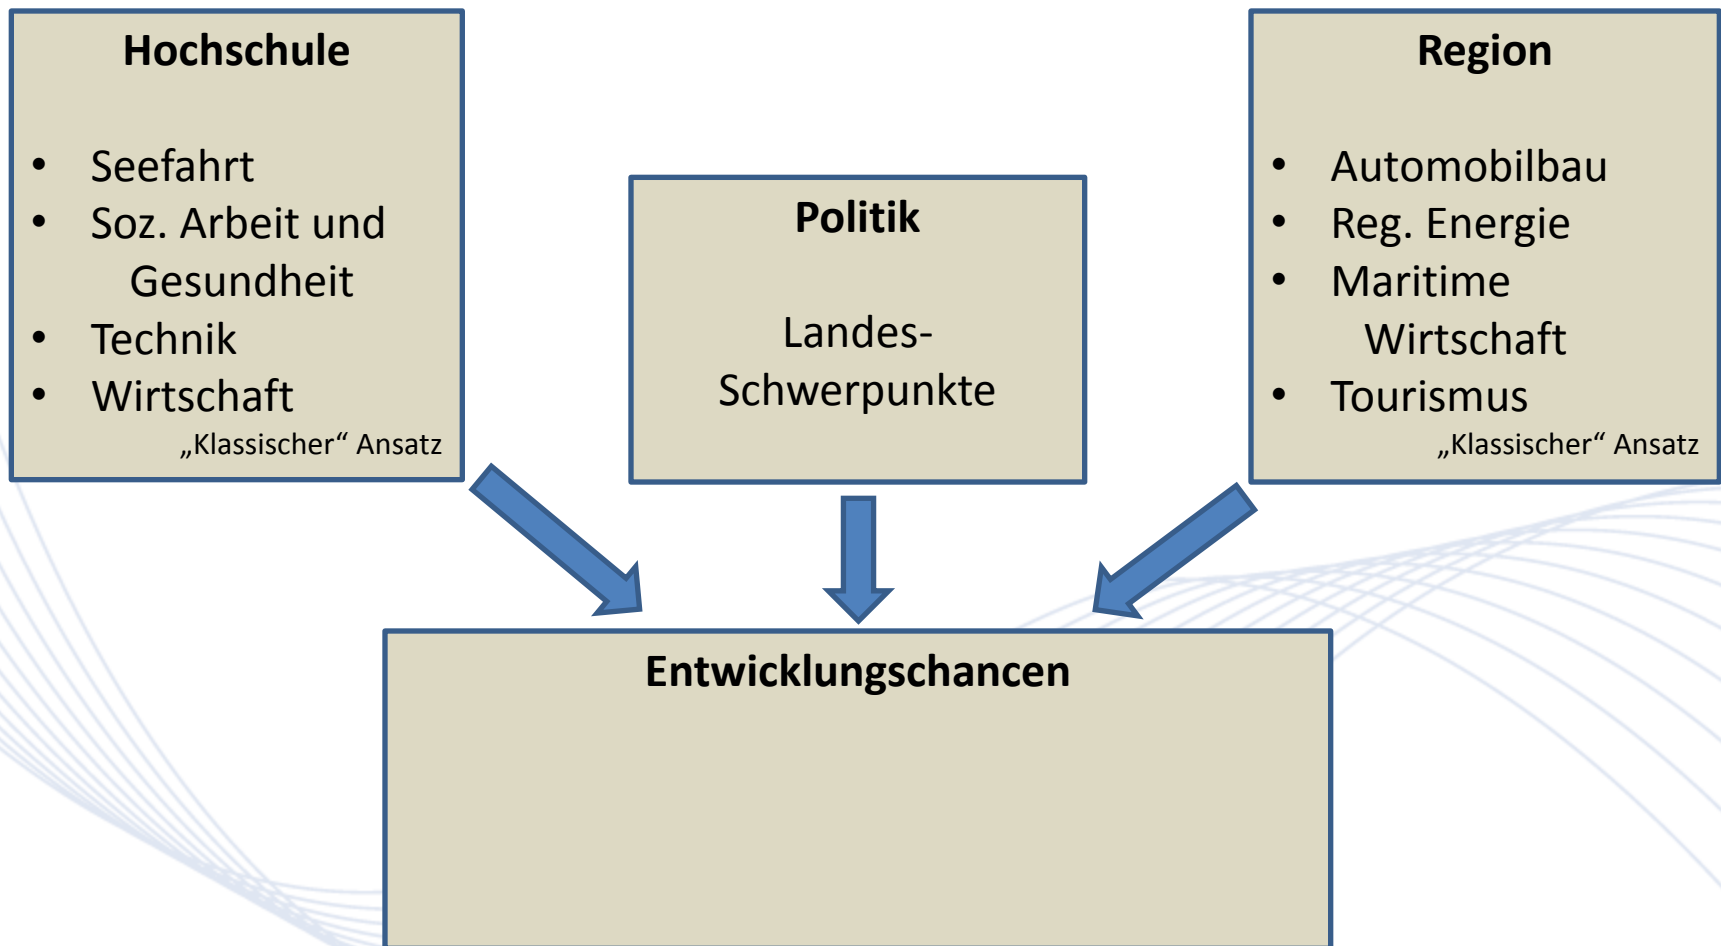 Hochschule
• Seefahrt
• Soz. Arbeit und
Gesundheit
• Technik
• Wirtschaft
„Klassischer“ Ansatz
Politik
Landes-
Schwerpunkte
Region
• Automobilbau
• Reg. Energie
• Maritime
Wirtschaft
• Tourismus
„Klassischer“ Ansatz
Entwicklungschancen